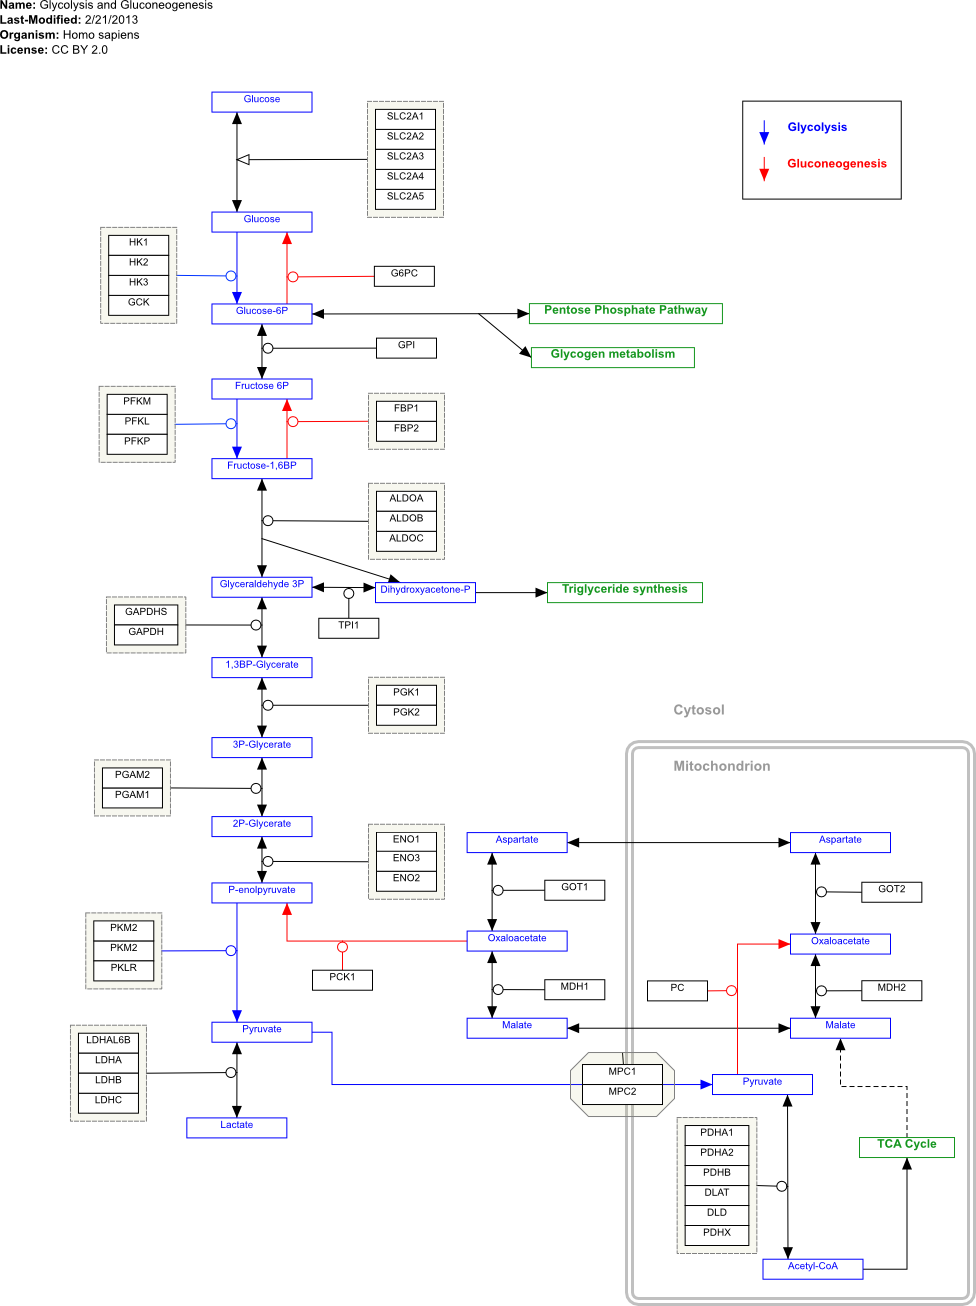 Name: Glycolysis and Gluconeogenesis
Last-Modified: 2/21/2013
Organism: Homo sapiens
License: CC BY 2.0
Glucose
SLC2A1
SLC2A2
SLC2A3
SLC2A4
SLC2A5
Glycolysis
Gluconeogenesis
Glucose
HK1
HK2
HK3
GCK
G6PC
Glucose-6P
Pentose Phosphate Pathway
GPI
Glycogen metabolism
Fructose 6P
PFKM
PFKL
PFKP
FBP1
FBP2
Fructose-1,6BP
ALDOA
ALDOB
ALDOC
Glyceraldehyde 3P
Dihydroxyacetone-P
Triglyceride synthesis
GAPDHS
GAPDH
TPI1
1,3BP-Glycerate
PGK1
PGK2
Cytosol
3P-Glycerate
Mitochondrion
PGAM2
PGAM1
2P-Glycerate
ENO1
ENO3
ENO2
Aspartate
Aspartate
P-enolpyruvate
GOT1
GOT2
PKM2
PKM2
PKLR
Oxaloacetate
Oxaloacetate
PCK1
MDH1
PC
MDH2
Pyruvate
Malate
Malate
LDHAL6B
LDHA
LDHB
LDHC
MPC1
MPC2
Pyruvate
Lactate
PDHA1
PDHA2
PDHB
DLAT
DLD
PDHX
TCA Cycle
Acetyl-CoA